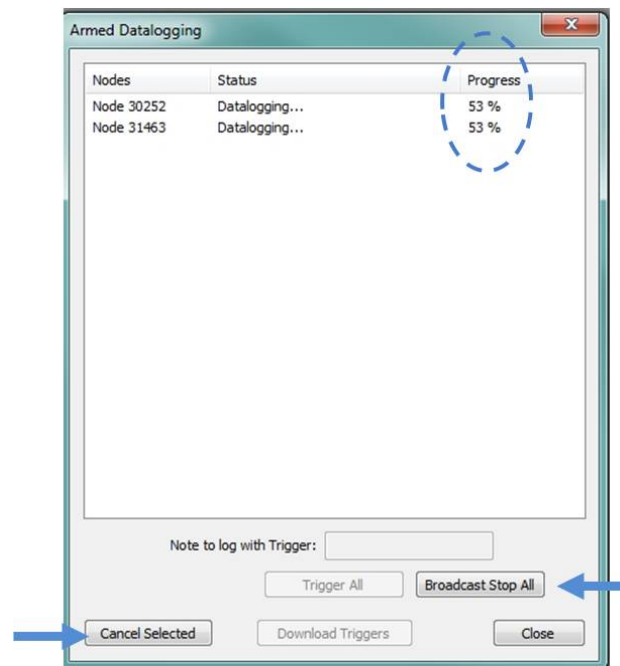 Armed Datalogging
Nodes Status Progress
Node 30252 Datalogging... 53 %
Node 31463 Datalogging... 53 %
Note to log with Trigger:
Trigger All Broadcast Stop All
Cancel Selected Download Triggers Close